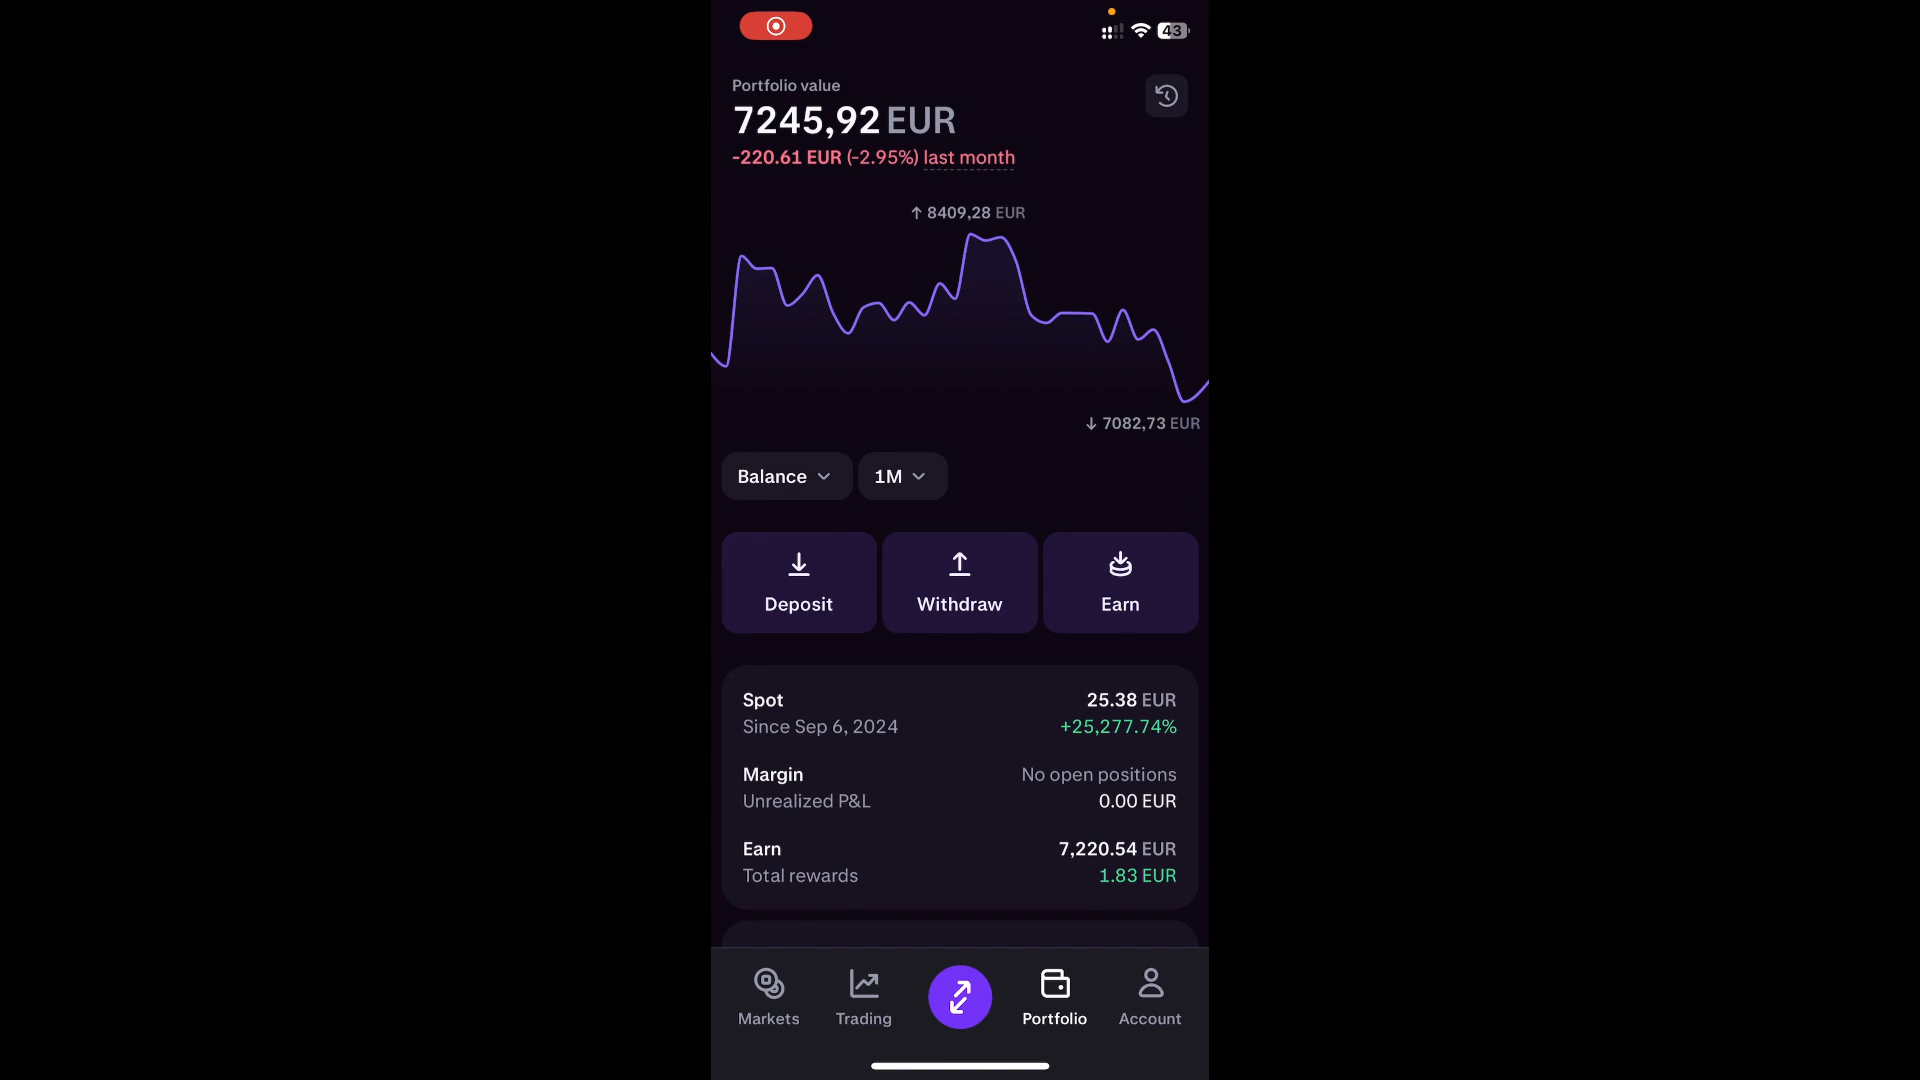 43
Portfolio value
7245,92 EUR
-220.61 EUR (-2.95%) last month
↑ 8409,28 EUR
↓ 7082,73 EUR
Balance 1M
Deposit Withdraw Earn
Spot 25.38 EUR
Since Sep 6, 2024 +25,277.74%
Margin No open positions
Unrealized P&L 0.00 EUR
Earn 7,220.54 EUR
Total rewards 1.83 EUR
Markets Trading Portfolio Account